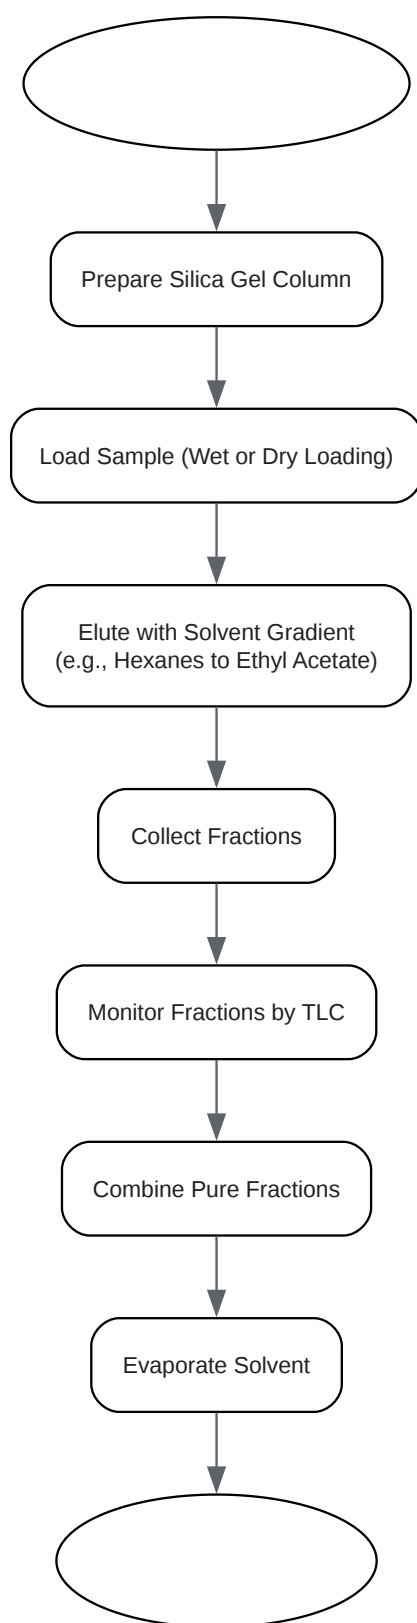 Prepare Silica Gel Column
Load Sample (Wet or Dry Loading)
Elute with Solvent Gradient
(e.g., Hexanes to Ethyl Acetate)
Collect Fractions
Monitor Fractions by TLC
Combine Pure Fractions
Evaporate Solvent